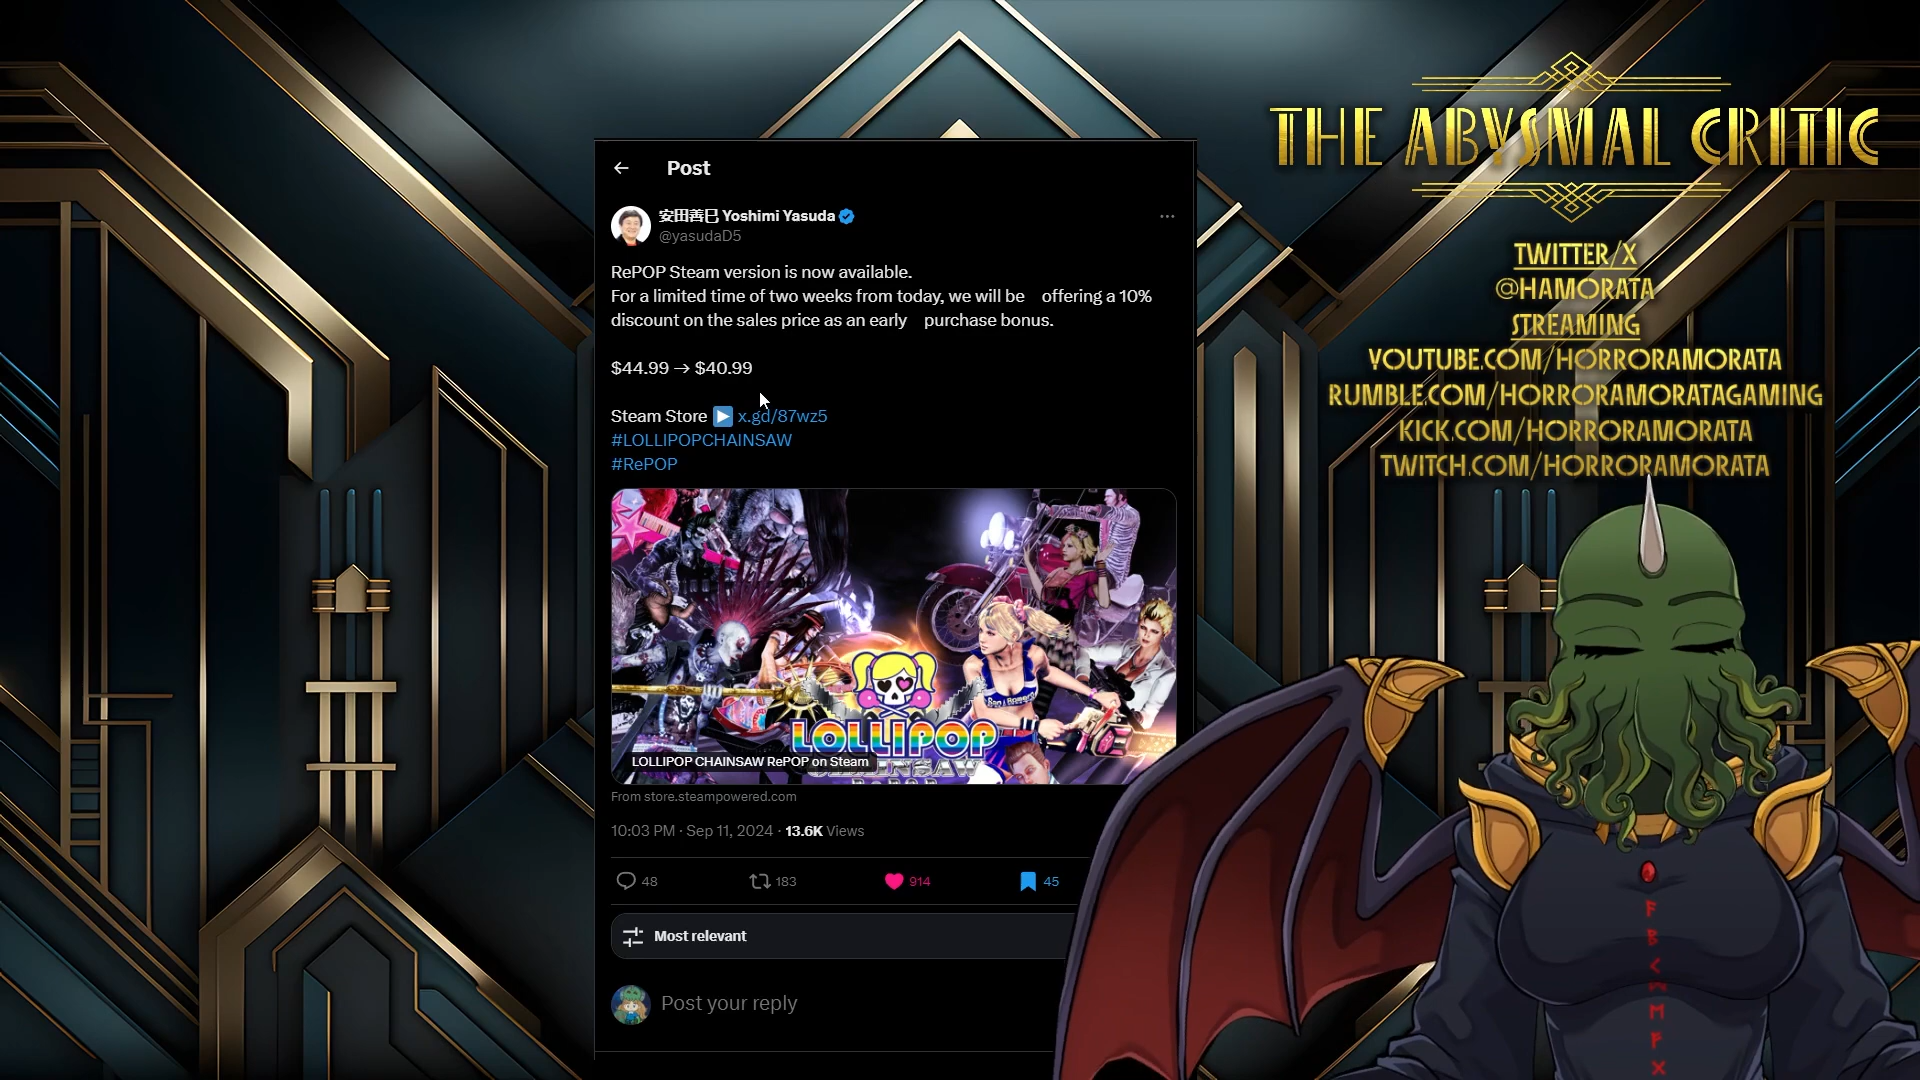 Post
安田善巳 Yoshimi Yasuda
@yasudaD5
RePOP Steam version is now available.
For a limited time of two weeks from today, we will be offering a 10%
discount on the sales price as an early purchase bonus.
$44.99 → $40.99
Steam Store ▶ x.gd/87wz5
#LOLLIPOPCHAINSAW
#RePOP
LOLLIPOP
CHAINSAW
LOLLIPOP CHAINSAW RePOP on Steam
From store.steampowered.com
10:03 PM · Sep 11, 2024 · 13.6K Views
48 183 914 45
Most relevant
Post your reply
THE ABYSMAL CRITIC
TWITTER/X
@HAMORATA
STREAMING
YOUTUBE.COM/HORRORAMORATA
RUMBLE.COM/HORRORAMORATAGAMING
KICK.COM/HORRORAMORATA
TWITCH.COM/HORRORAMORATA